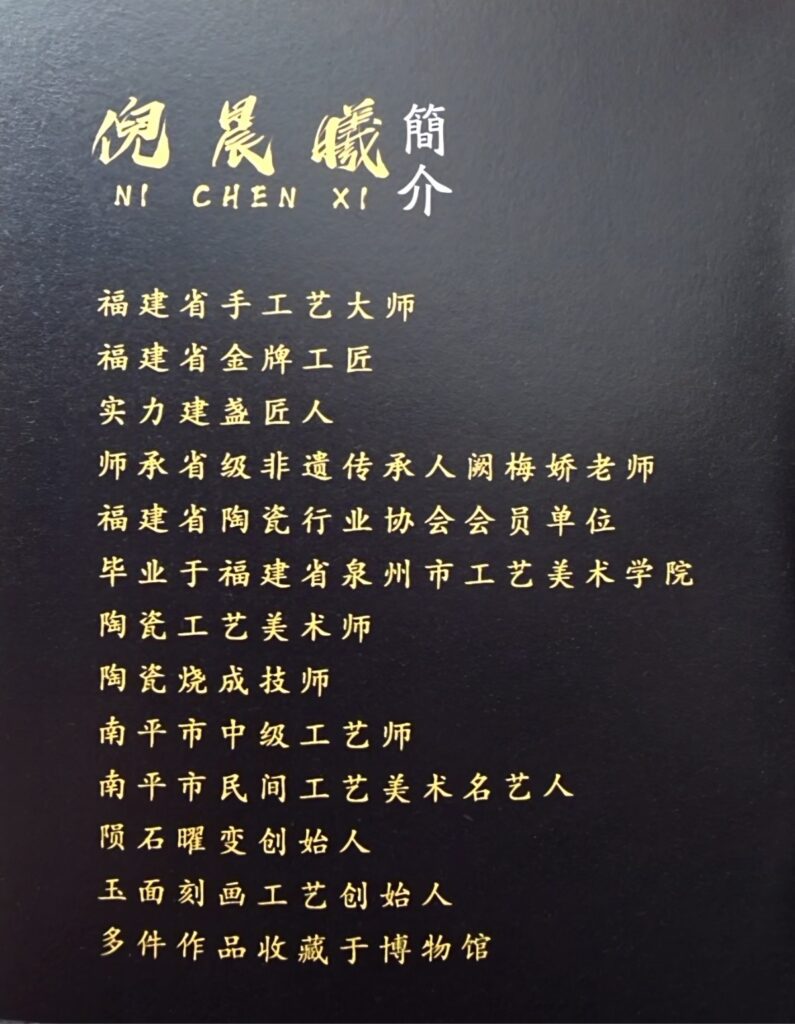 倪晨曦簡介
NI CHEN XI
福建省手工艺大师
福建省金牌工匠
实力建盏匠人
师承省级非遗传承人阙梅娇老师
福建省陶瓷行业协会会员单位
毕业于福建省泉州市工艺美术学院
陶瓷工艺美术师
陶瓷烧成技师
南平市中级工艺师
南平市民间工艺美术名艺人
陨石曜变创始人
玉面刻画工艺创始人
多件作品收藏于博物馆